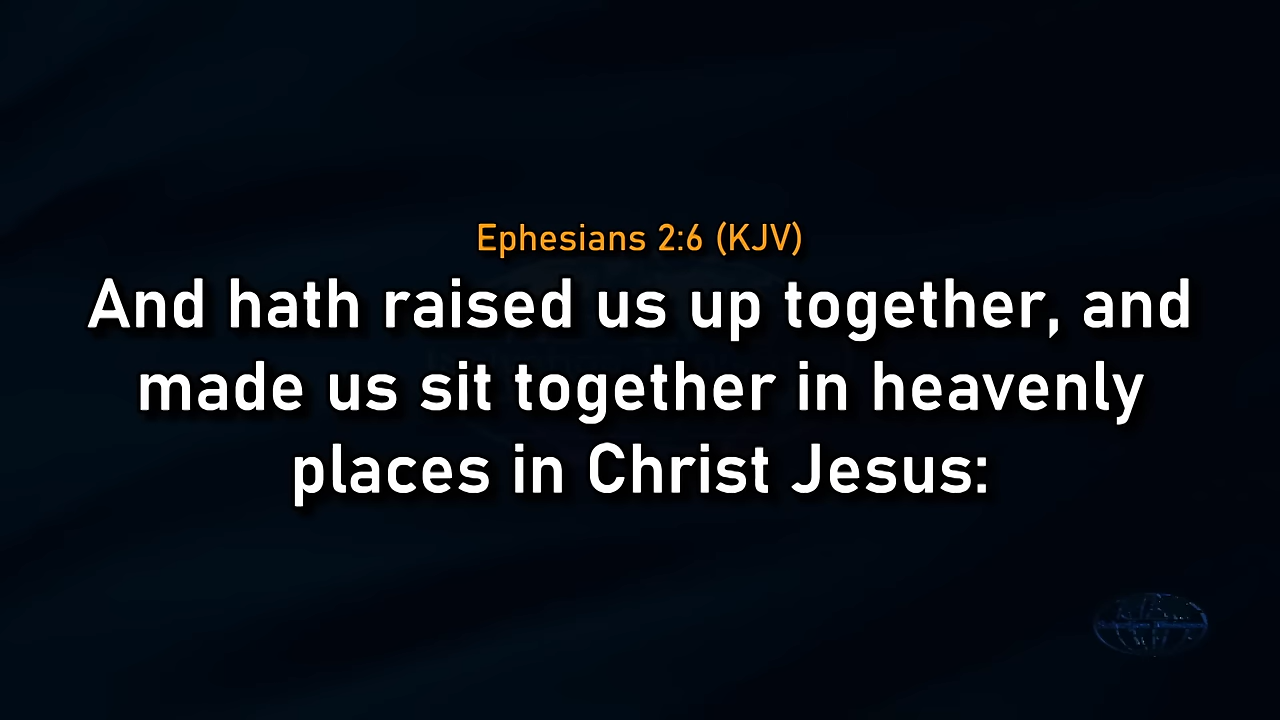 Ephesians 2:6 (KJV)
And hath raised us up together, and
made us sit together in heavenly
places in Christ Jesus: